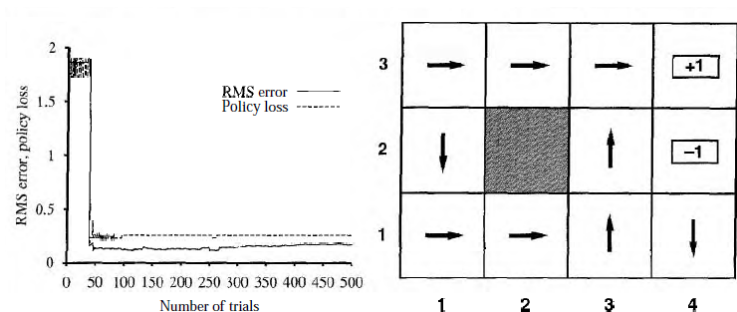 2
1.5
1
0.5
0
RMS error, policy loss
RMS error
Policy loss
0 50 100 150 200 250 300 350 400 450 500
Number of trials
3
+1
2
−1
1
1 2 3 4